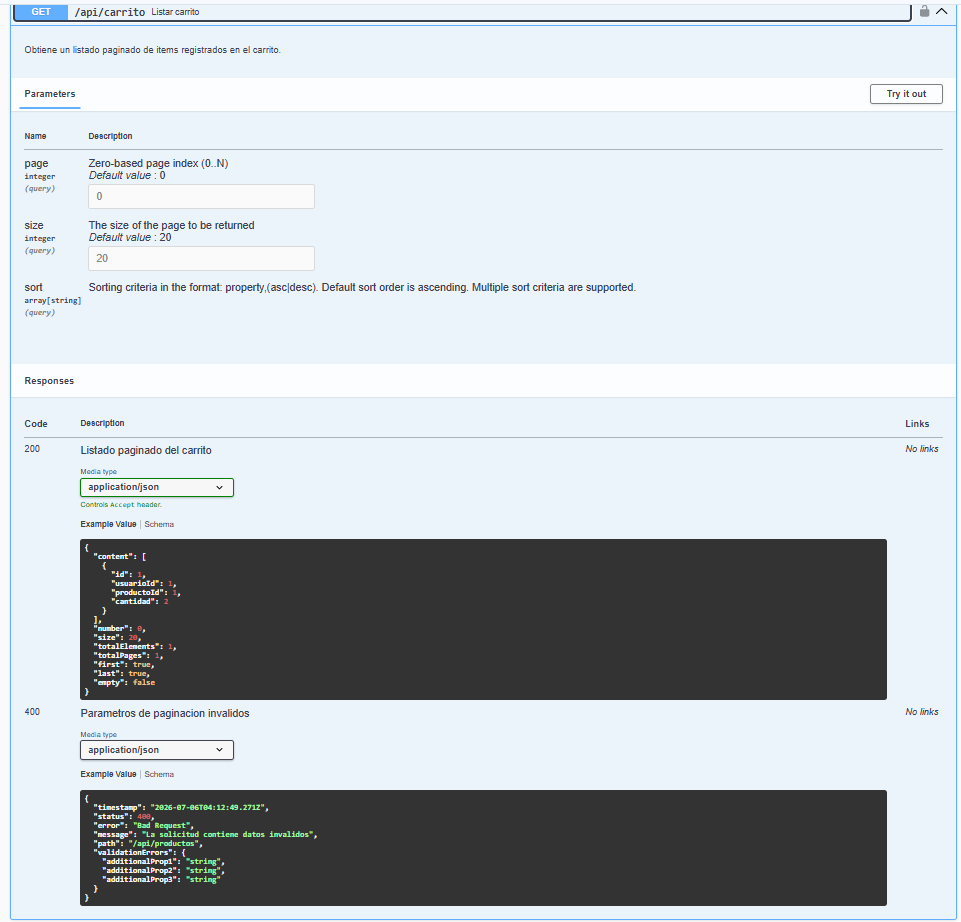 GET /api/carrito Listar carrito
Obtiene un listado paginado de items registrados en el carrito.
Parameters
Try it out
Name Description
page
integer
(query)
Zero-based page index (0..N)
Default value : 0
0
size
integer
(query)
The size of the page to be returned
Default value : 20
20
sort
array[string]
(query)
Sorting criteria in the format: property,(asc|desc). Default sort order is ascending. Multiple sort criteria are supported.
Responses
Code Description Links
200 Listado paginado del carrito No links
Media type
application/json
Controls Accept header.
Example Value | Schema
{
  "content": [
    {
      "id": 1,
      "usuarioId": 1,
      "productoId": 1,
      "cantidad": 2
    }
  ],
  "number": 0,
  "size": 20,
  "totalElements": 1,
  "totalPages": 1,
  "first": true,
  "last": true,
  "empty": false
}
400 Parametros de paginacion invalidos No links
Media type
application/json
Example Value | Schema
{
  "timestamp": "2026-07-06T04:12:49.271Z",
  "status": 400,
  "error": "Bad Request",
  "message": "La solicitud contiene datos invalidos",
  "path": "/api/productos",
  "validationErrors": {
    "additionalProp1": "string",
    "additionalProp2": "string",
    "additionalProp3": "string"
  }
}